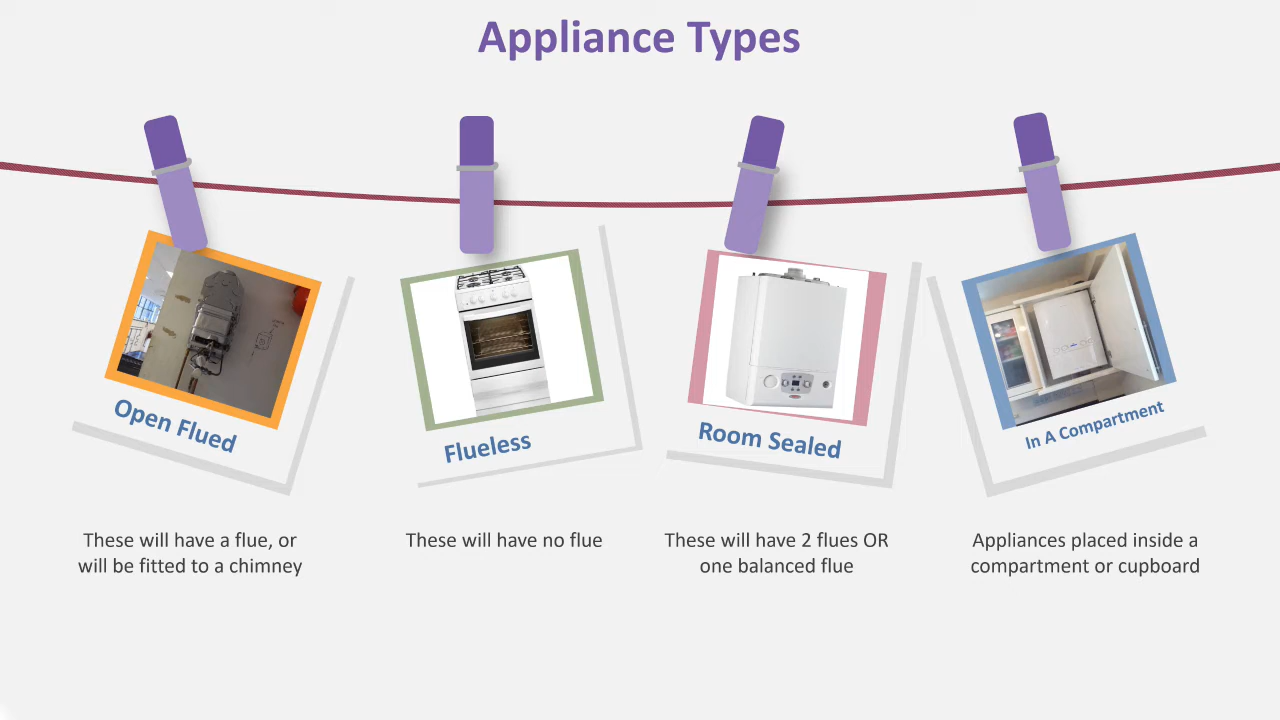 Appliance Types
Open Flued
Flueless
Room Sealed
In A Compartment
These will have a flue, or
will be fitted to a chimney
These will have no flue
These will have 2 flues OR
one balanced flue
Appliances placed inside a
compartment or cupboard